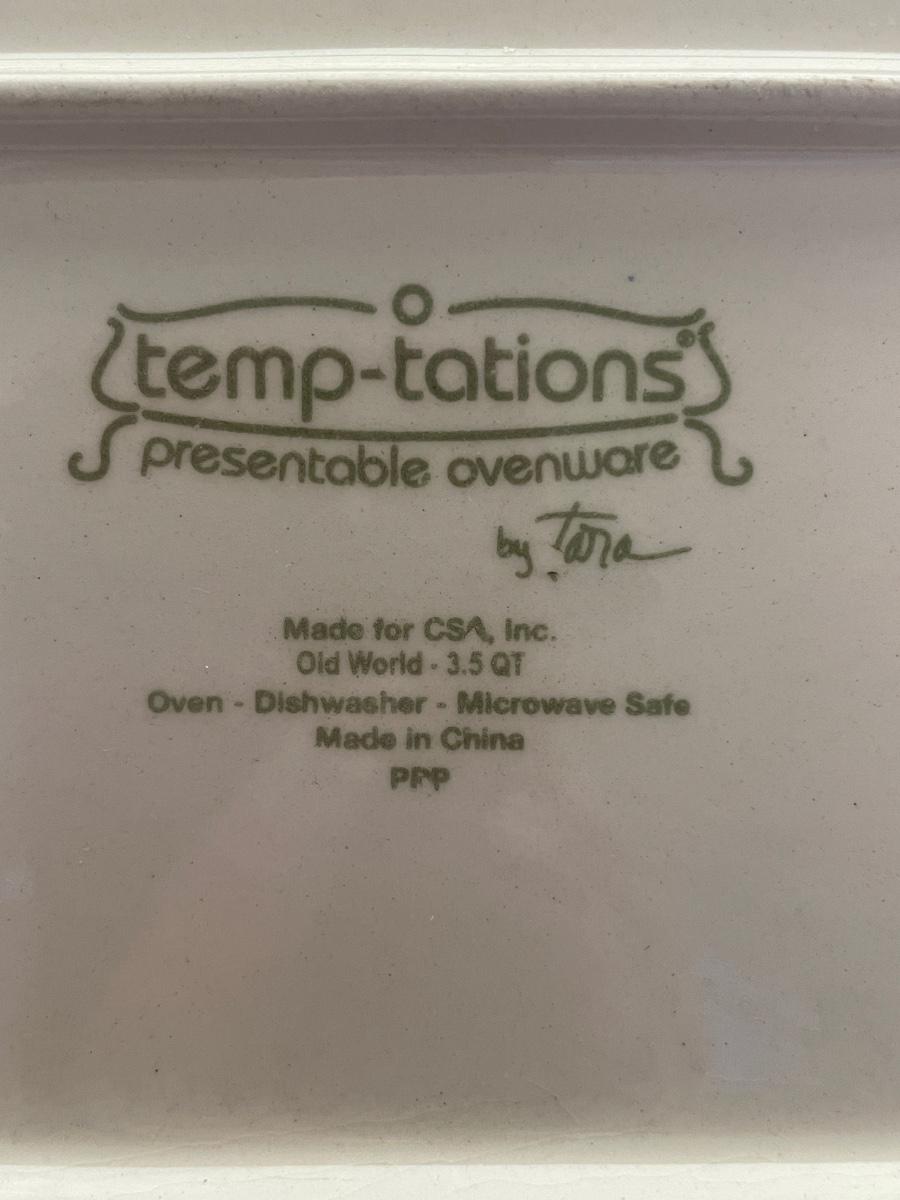 temp-tations®
presentable ovenware
by Tara
Made for CSA, Inc.
Old World - 3.5 QT
Oven - Dishwasher - Microwave Safe
Made in China
PPP